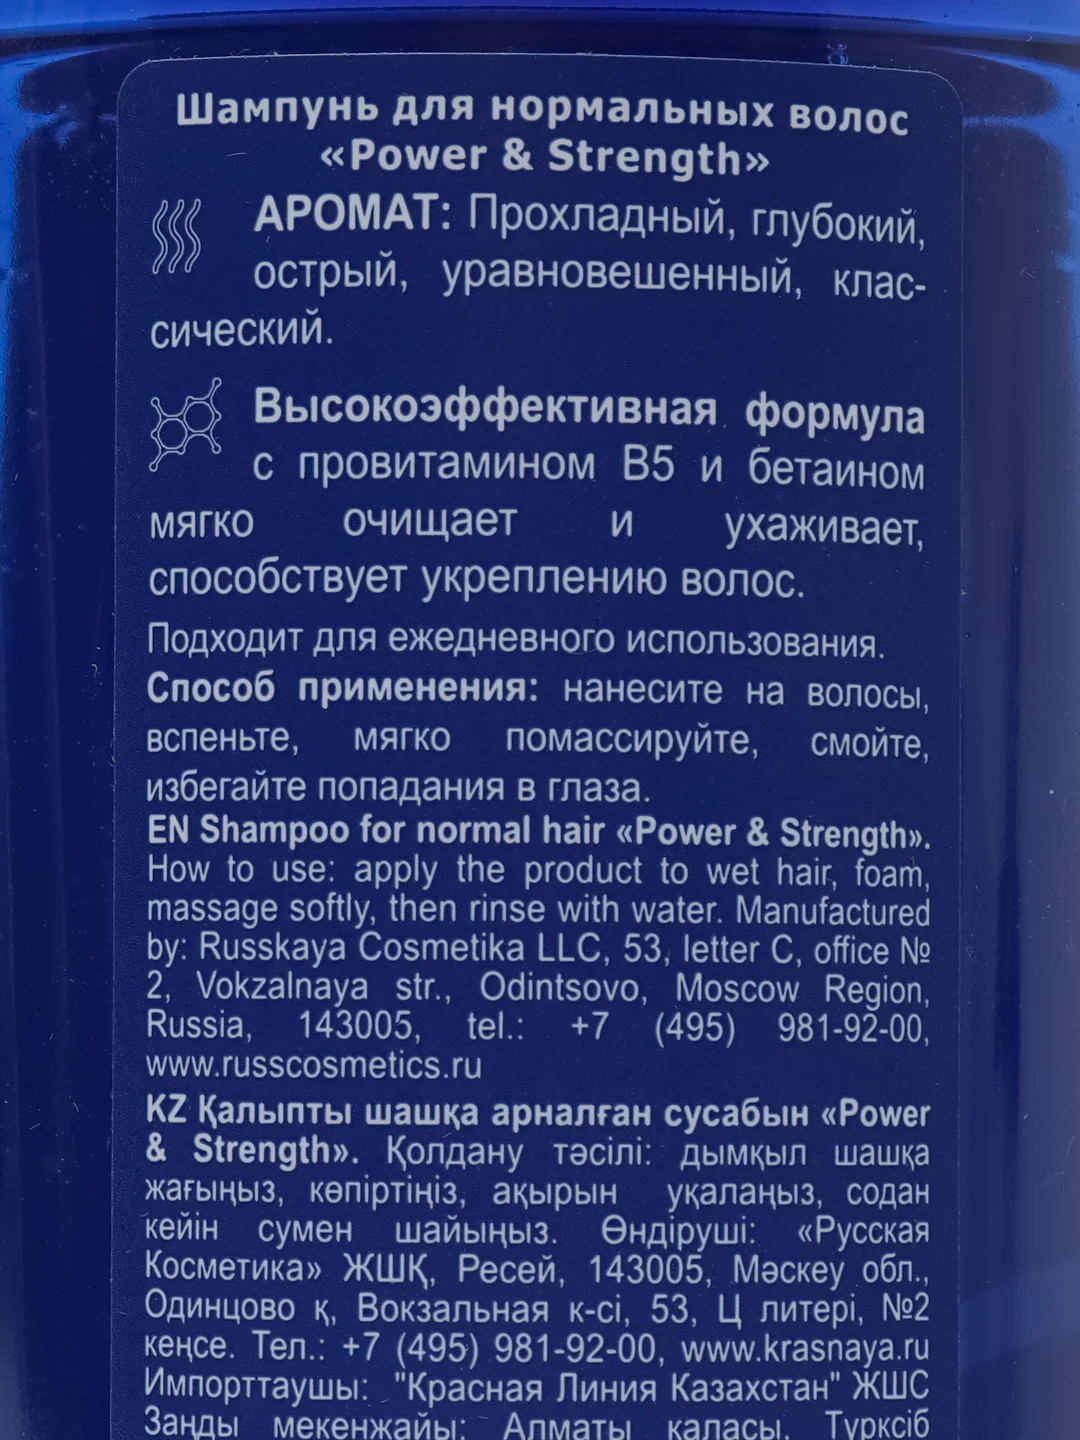 Шампунь для нормальных волос
«Power & Strength»
АРОМАТ: Прохладный, глубокий,
острый, уравновешенный, клас-
сический.
Высокоэффективная формула
с провитамином B5 и бетаином
мягко очищает и ухаживает,
способствует укреплению волос.
Подходит для ежедневного использования.
Способ применения: нанесите на волосы,
вспеньте, мягко помассируйте, смойте,
избегайте попадания в глаза.
EN Shampoo for normal hair «Power & Strength».
How to use: apply the product to wet hair, foam,
massage softly, then rinse with water. Manufactured
by: Russkaya Cosmetika LLC, 53, letter C, office №
2, Vokzalnaya str., Odintsovo, Moscow Region,
Russia, 143005, tel.: +7 (495) 981-92-00,
www.russcosmetics.ru
KZ Қалыпты шашқа арналған сусабын «Power
& Strength». Қолдану тәсілі: дымқыл шашқа
жағыңыз, көпіртіңіз, ақырын уқалаңыз, содан
кейін сумен шайыңыз. Өндіруші: «Русская
Косметика» ЖШҚ, Ресей, 143005, Мәскеу обл.,
Одинцово қ, Вокзальная к-сі, 53, Ц литері, №2
кеңсе. Тел.: +7 (495) 981-92-00, www.krasnaya.ru
Импорттаушы: "Красная Линия Казахстан" ЖШС
Заңды мекенжайы: Алматы қаласы, Түрксіб